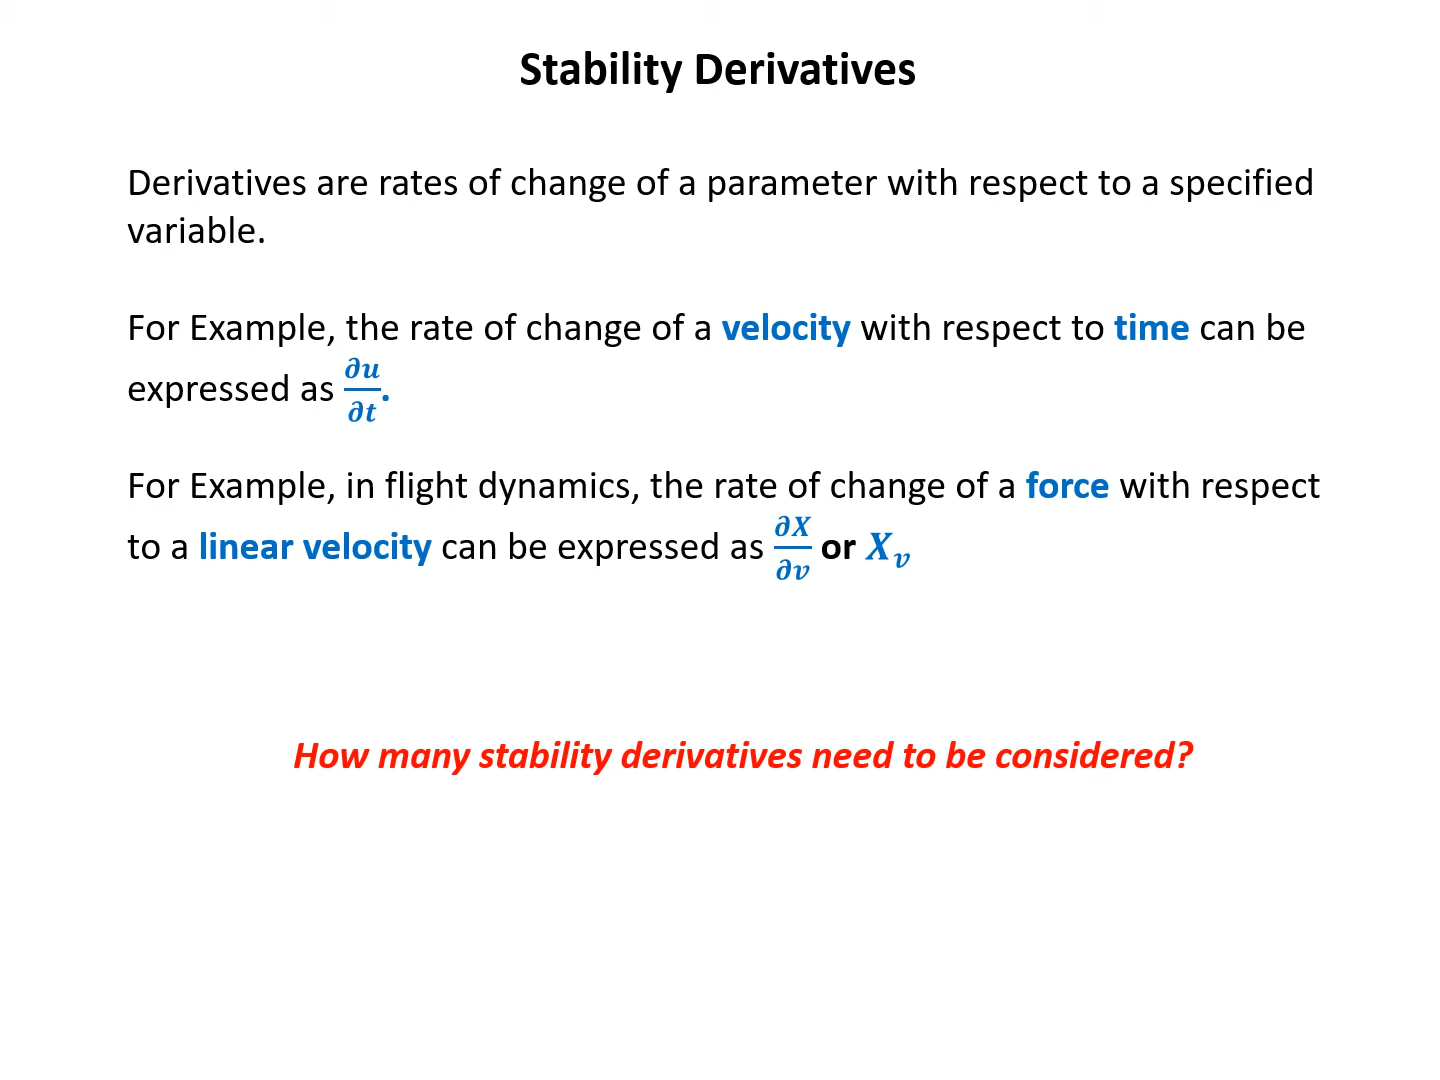 Stability Derivatives
Derivatives are rates of change of a parameter with respect to a specified
variable.
For Example, the rate of change of a velocity with respect to time can be
expressed as ∂u/∂t.
For Example, in flight dynamics, the rate of change of a force with respect
to a linear velocity can be expressed as ∂X/∂v or X_v
How many stability derivatives need to be considered?